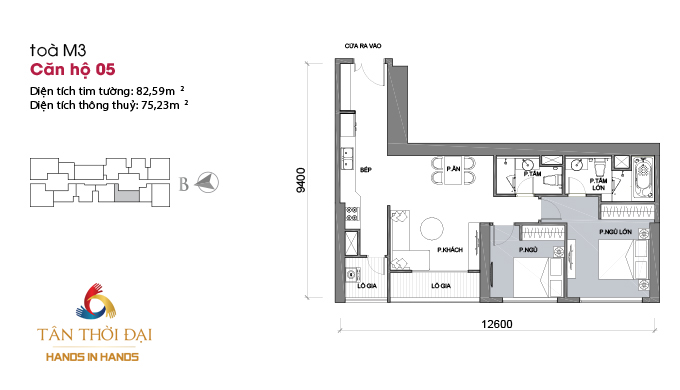 toà M3
Căn hộ 05
Diện tích tim tường: 82,59m ²
Diện tích thông thuỷ: 75,23m ²
B
TÂN THỜI ĐẠI
HANDS IN HANDS
CỬA RA VÀO
BẾP
P.ĂN
P.TẮM
P.TẮM
LỚN
9400
P.KHÁCH
P.NGỦ
P.NGỦ LỚN
LÔ GIA
LÔ GIA
12600